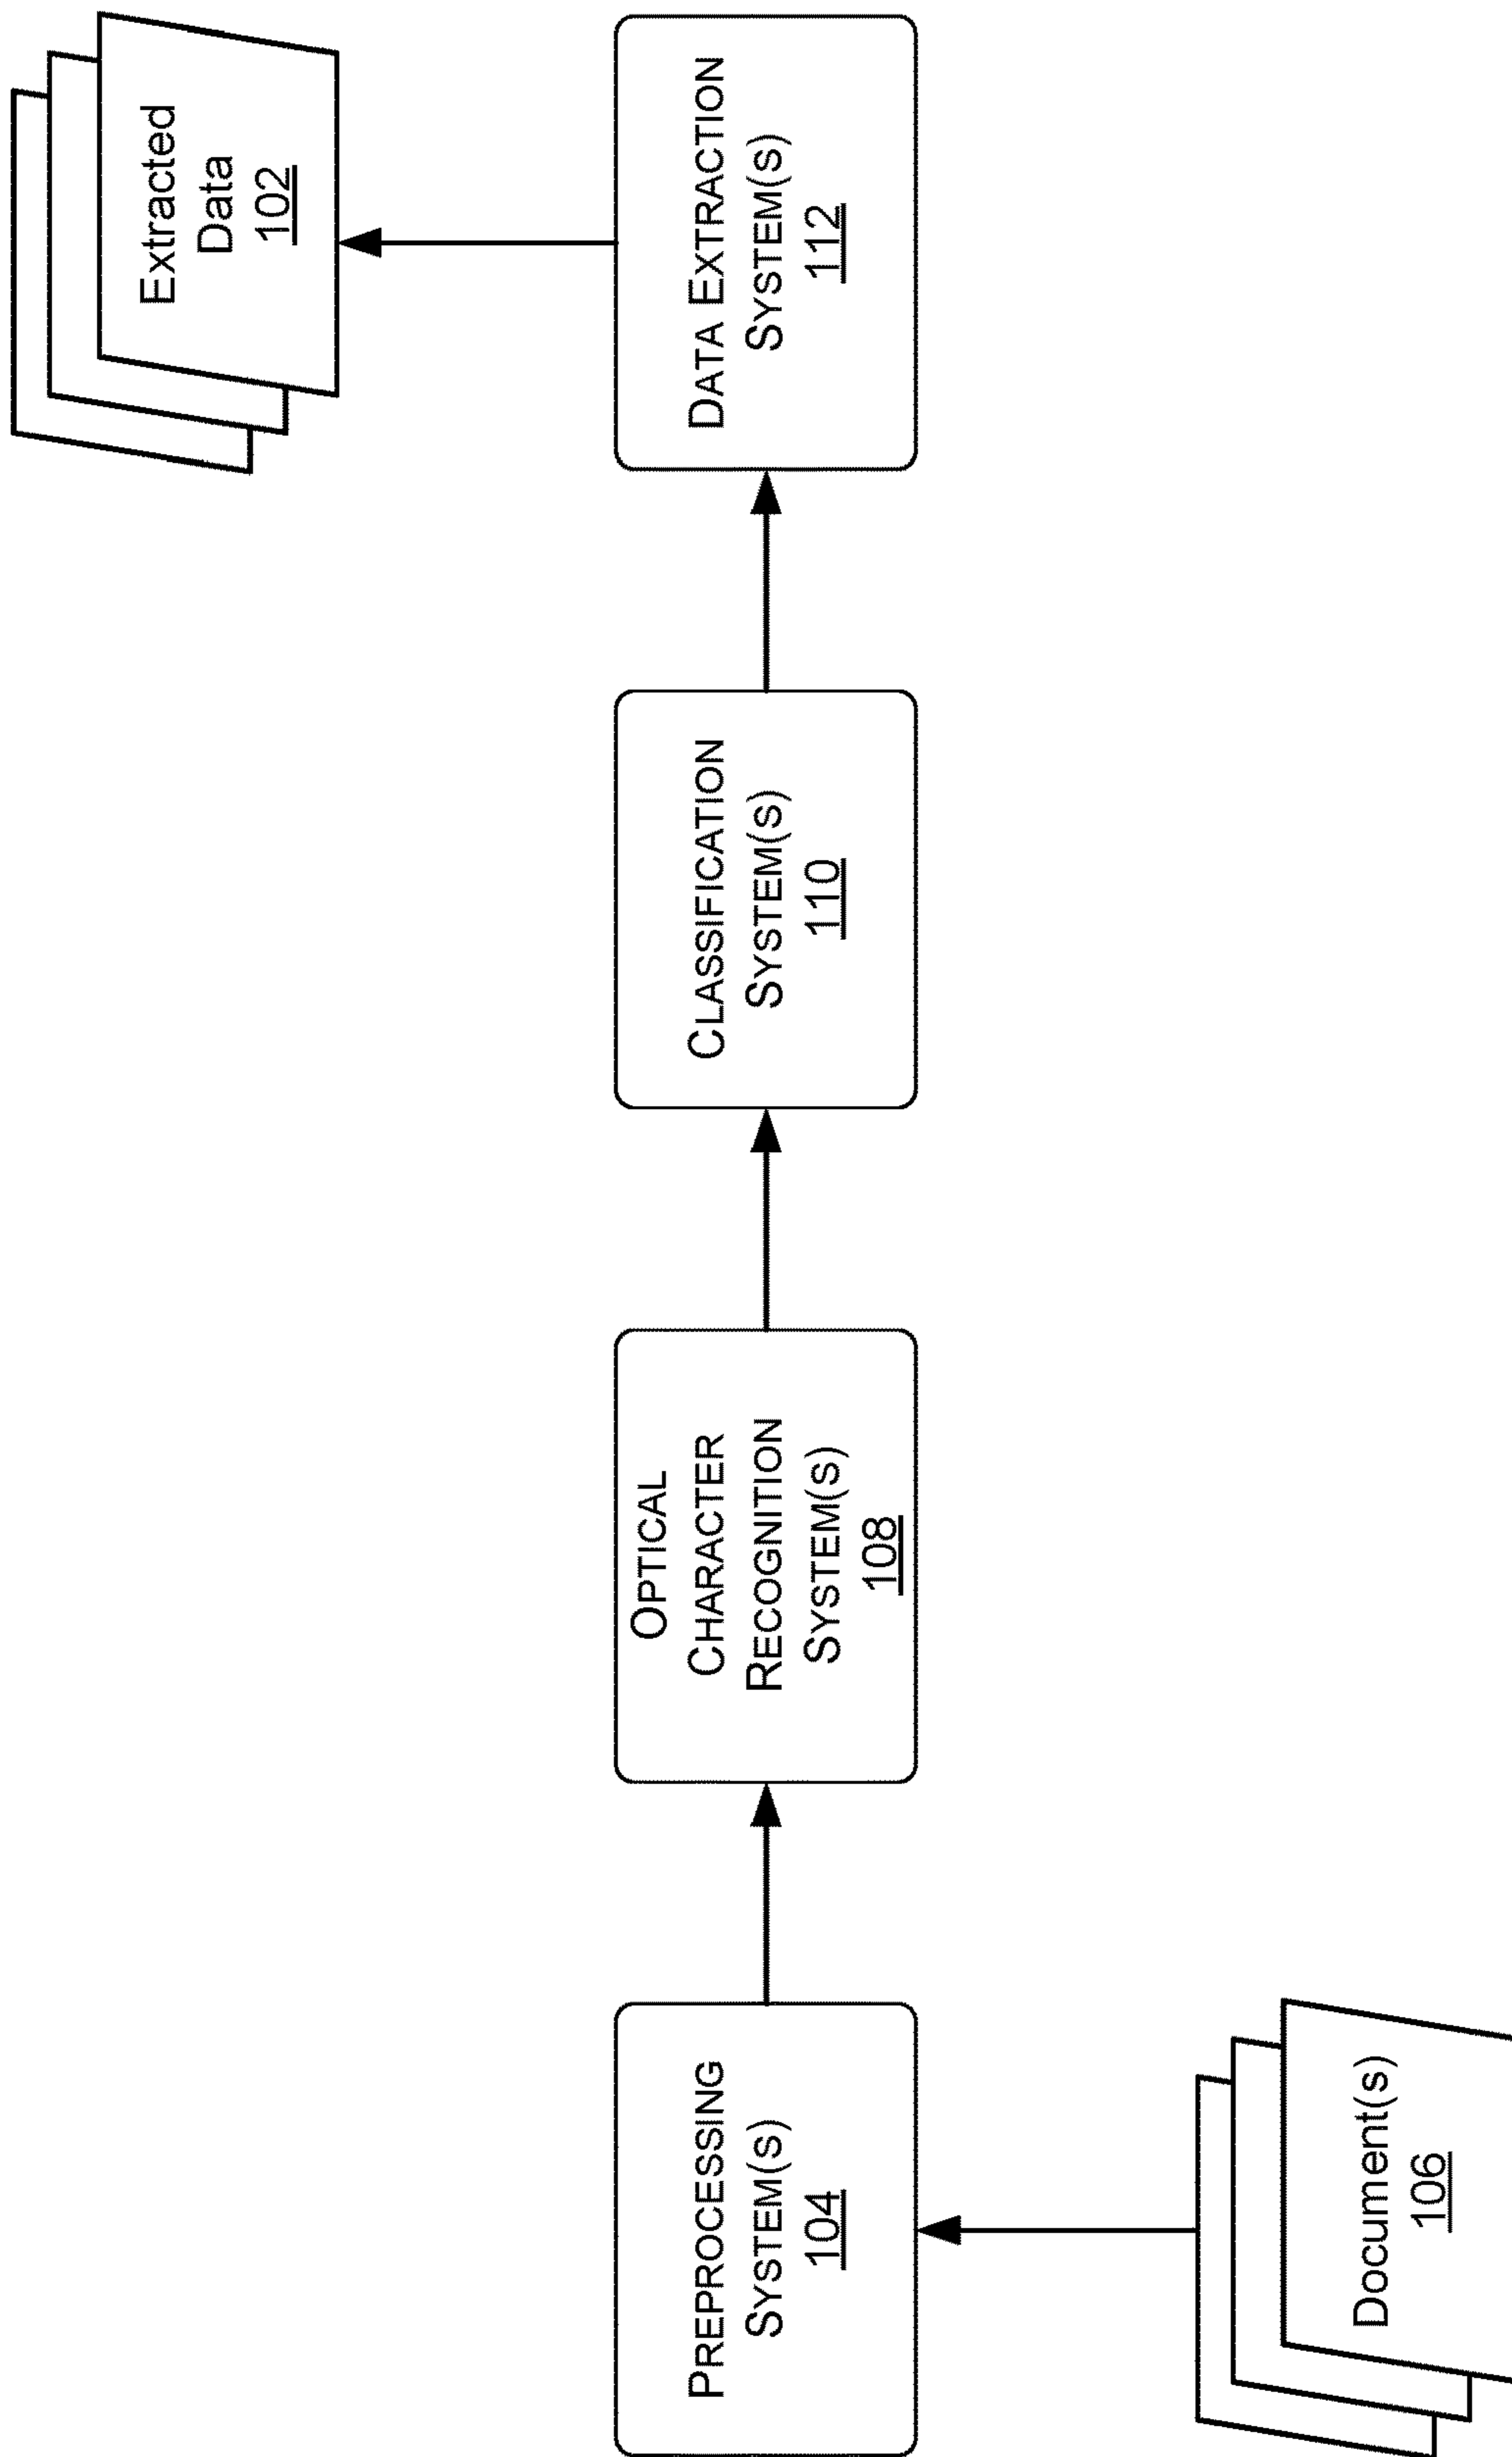 Document(s)
106
PREPROCESSING
SYSTEM(S)
104
OPTICAL
CHARACTER
RECOGNITION
SYSTEM(S)
108
CLASSIFICATION
SYSTEM(S)
110
DATA EXTRACTION
SYSTEM(S)
112
Extracted
Data
102